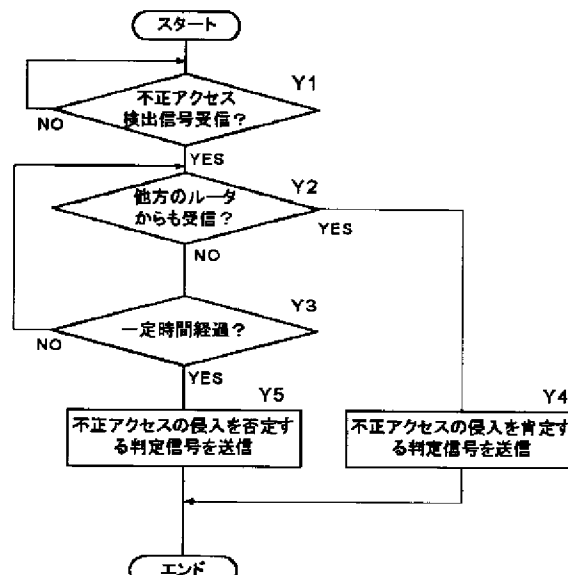 スタート
Y1
不正アクセス
検出信号受信?
NO
YES
Y2
他方のルータ
からも受信?
YES
NO
Y3
一定時間経過?
NO
YES
Y5
不正アクセスの侵入を否定す
る判定信号を送信
Y4
不正アクセスの侵入を肯定す
る判定信号を送信
エンド